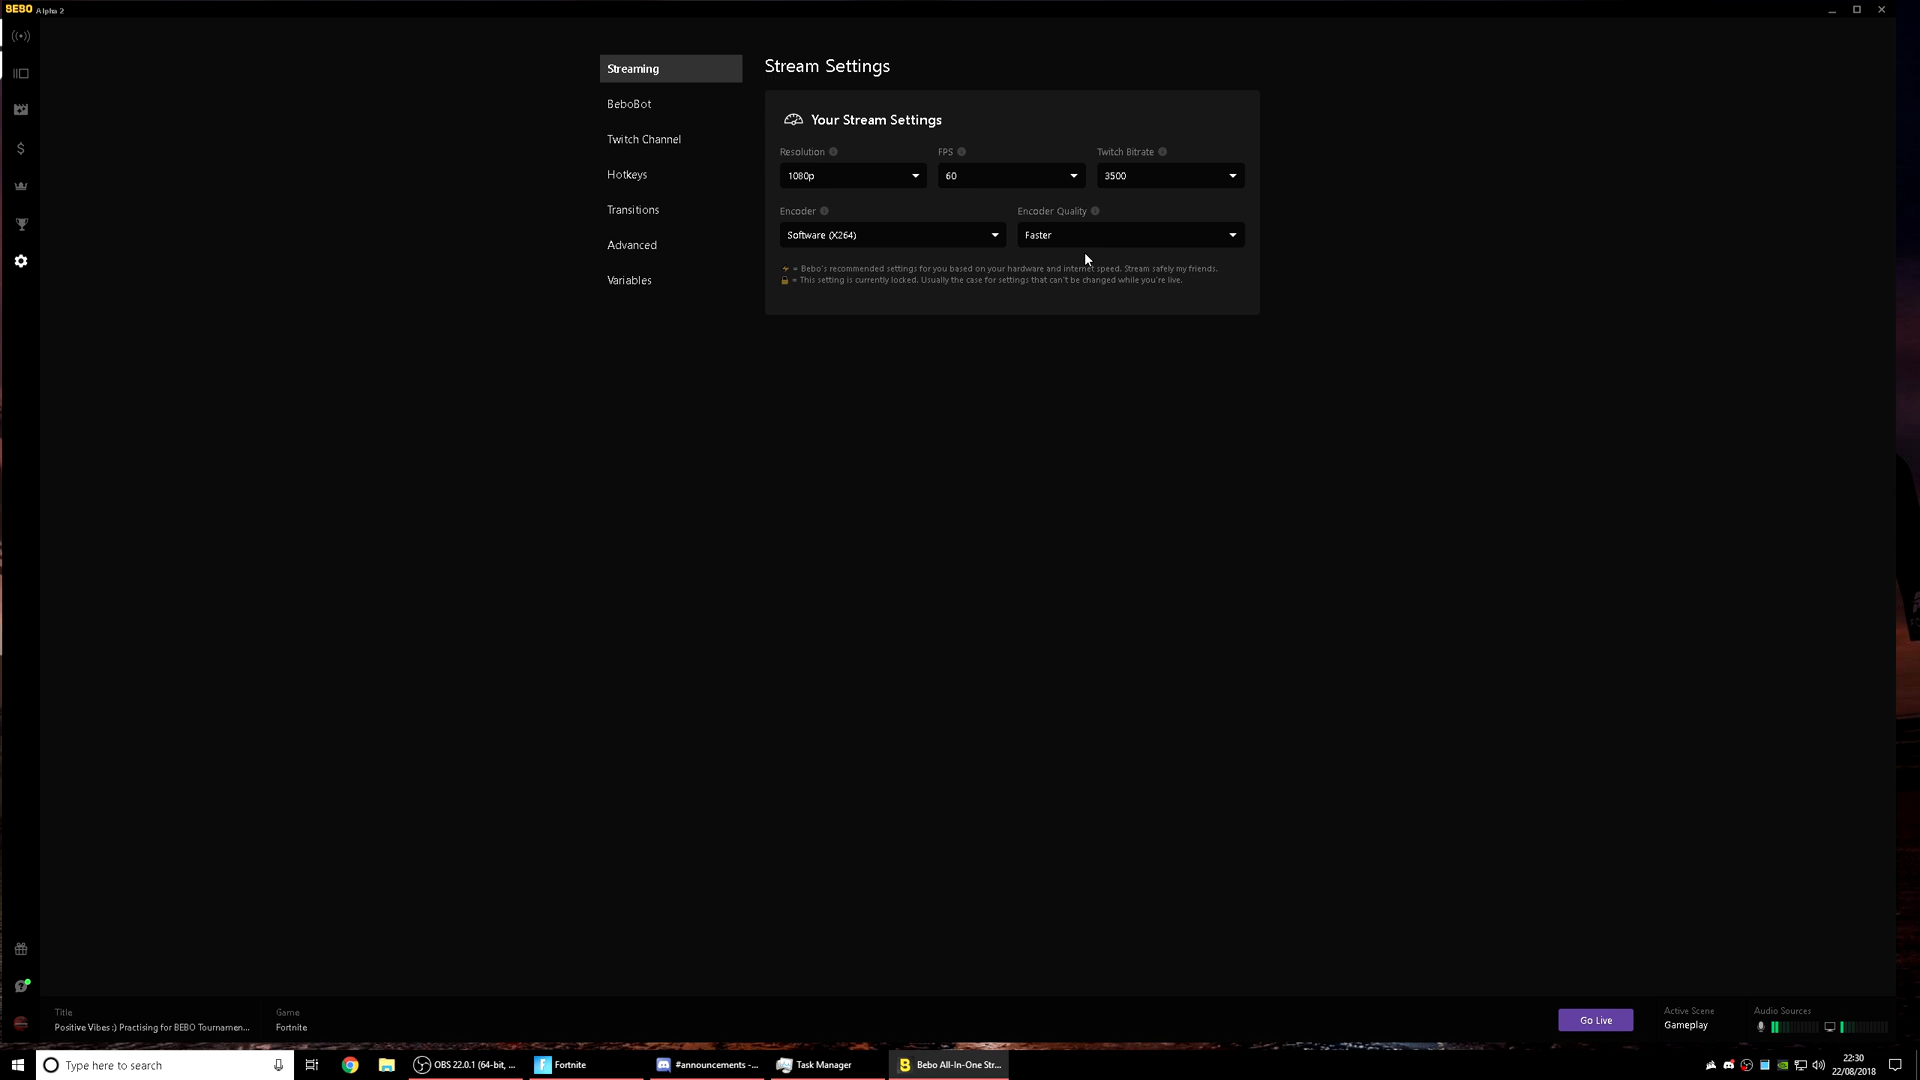 BEBO Alpha 2
Streaming
BeboBot
Twitch Channel
Hotkeys
Transitions
Advanced
Variables
Stream Settings
Your Stream Settings
Resolution FPS Twitch Bitrate
1080p 60 3500
Encoder Encoder Quality
Software (X264) Faster
= Bebo's recommended settings for you based on your hardware and internet speed. Stream safely my friends.
= This setting is currently locked. Usually the case for settings that can't be changed while you're live.
Title Game
Positive Vibes :) Practising for BEBO Tournamen... Fortnite
Go Live
Active Scene
Gameplay
Audio Sources
Type here to search
OBS 22.0.1 (64-bit, ...
Fortnite
#announcements -...
Task Manager
B Bebo All-In-One Str...
22:30
22/08/2018